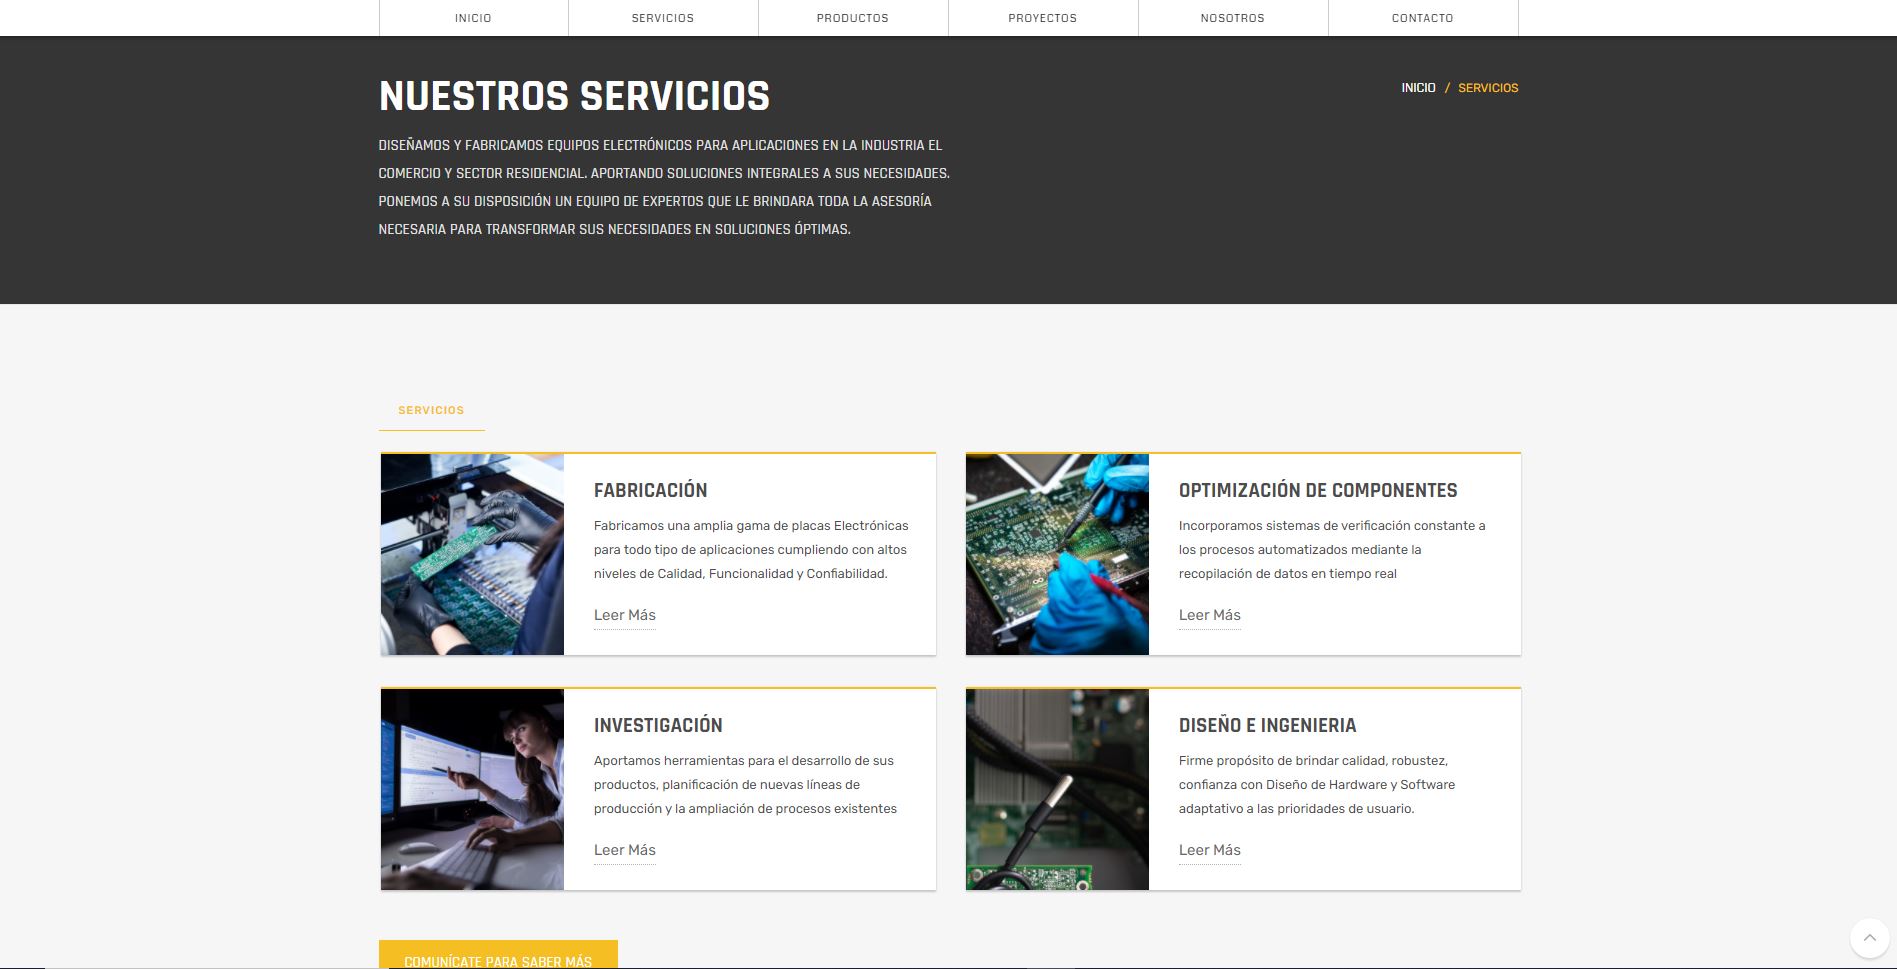 INICIO
SERVICIOS
PRODUCTOS
PROYECTOS
NOSOTROS
CONTACTO
NUESTROS SERVICIOS
INICIO / SERVICIOS
DISEÑAMOS Y FABRICAMOS EQUIPOS ELECTRÓNICOS PARA APLICACIONES EN LA INDUSTRIA EL
COMERCIO Y SECTOR RESIDENCIAL. APORTANDO SOLUCIONES INTEGRALES A SUS NECESIDADES.
PONEMOS A SU DISPOSICIÓN UN EQUIPO DE EXPERTOS QUE LE BRINDARA TODA LA ASESORÍA
NECESARIA PARA TRANSFORMAR SUS NECESIDADES EN SOLUCIONES ÓPTIMAS.
SERVICIOS
FABRICACIÓN
Fabricamos una amplia gama de placas Electrónicas
para todo tipo de aplicaciones cumpliendo con altos
niveles de Calidad, Funcionalidad y Confiabilidad.
Leer Más
OPTIMIZACIÓN DE COMPONENTES
Incorporamos sistemas de verificación constante a
los procesos automatizados mediante la
recopilación de datos en tiempo real
Leer Más
INVESTIGACIÓN
Aportamos herramientas para el desarrollo de sus
productos, planificación de nuevas líneas de
producción y la ampliación de procesos existentes
Leer Más
DISEÑO E INGENIERIA
Firme propósito de brindar calidad, robustez,
confianza con Diseño de Hardware y Software
adaptativo a las prioridades de usuario.
Leer Más
COMUNÍCATE PARA SABER MÁS